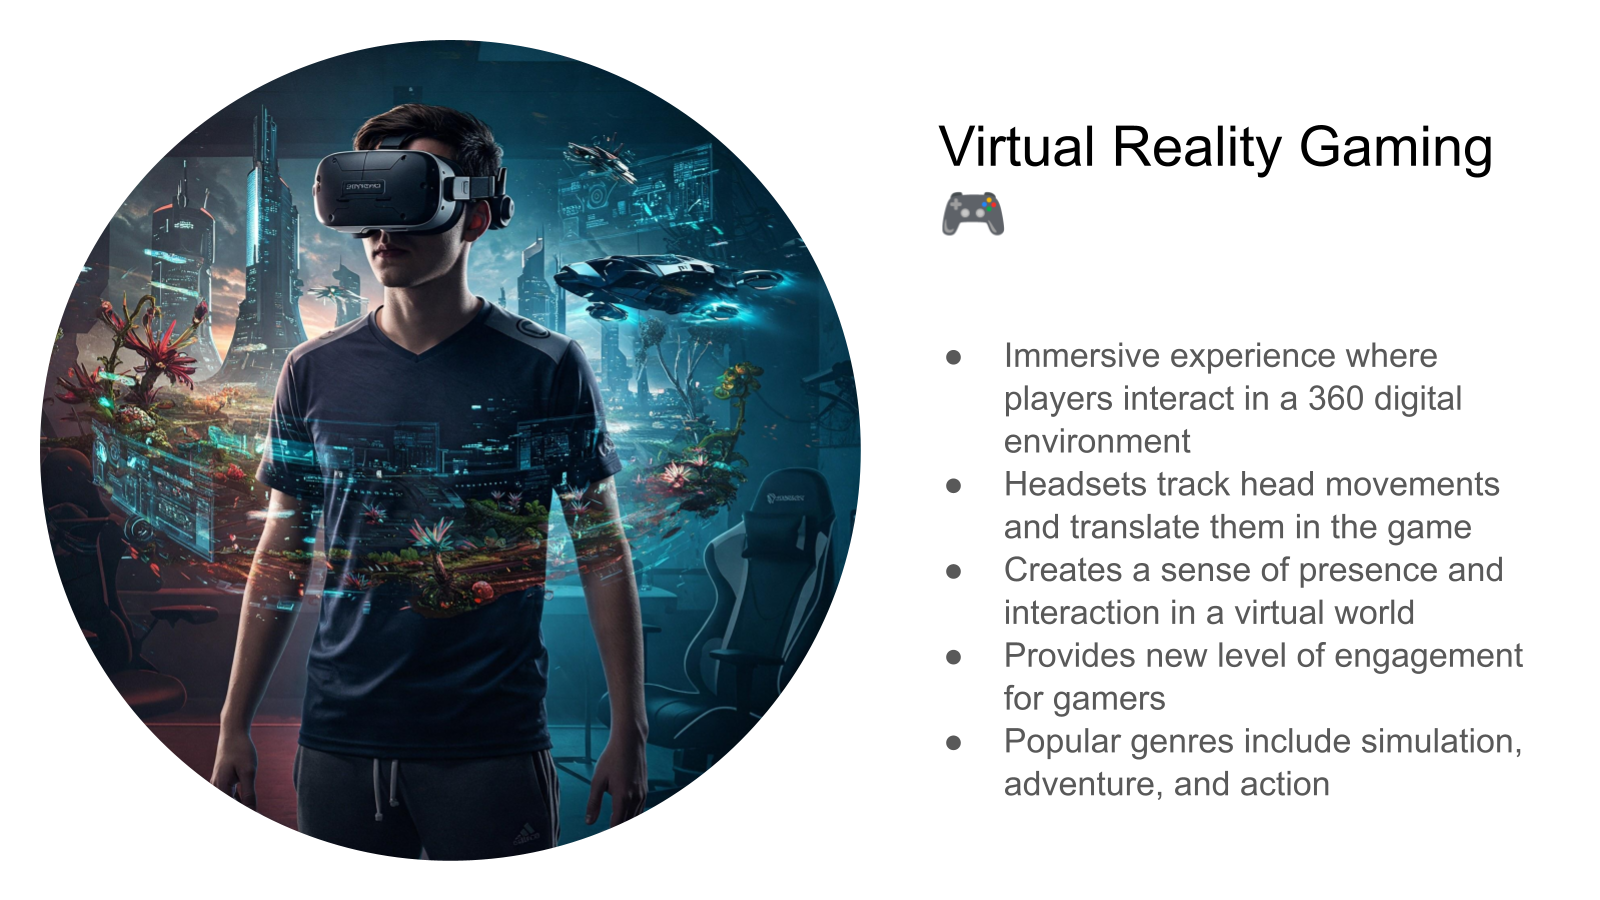 Virtual Reality Gaming
🎮
● Immersive experience where
players interact in a 360 digital
environment
● Headsets track head movements
and translate them in the game
● Creates a sense of presence and
interaction in a virtual world
● Provides new level of engagement
for gamers
● Popular genres include simulation,
adventure, and action